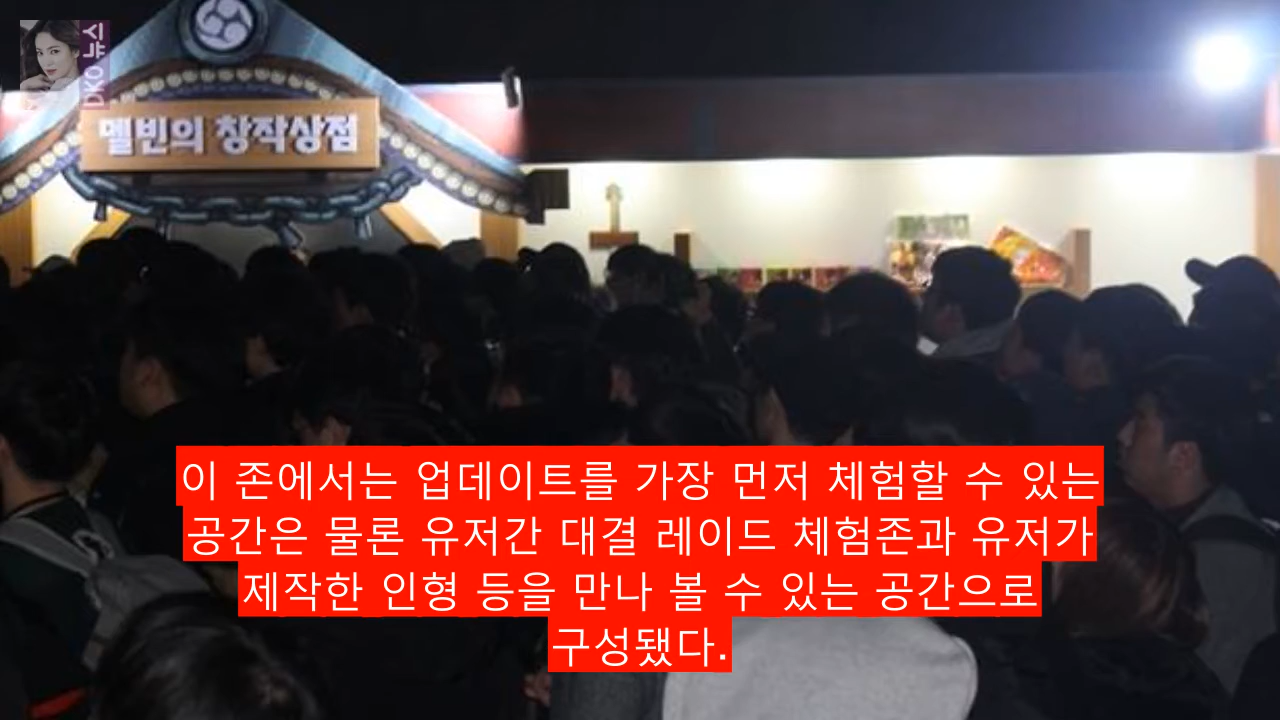 DKO 뉴스
멜빈의 창작상점
이 존에서는 업데이트를 가장 먼저 체험할 수 있는
공간은 물론 유저간 대결 레이드 체험존과 유저가
제작한 인형 등을 만나 볼 수 있는 공간으로
구성됐다.